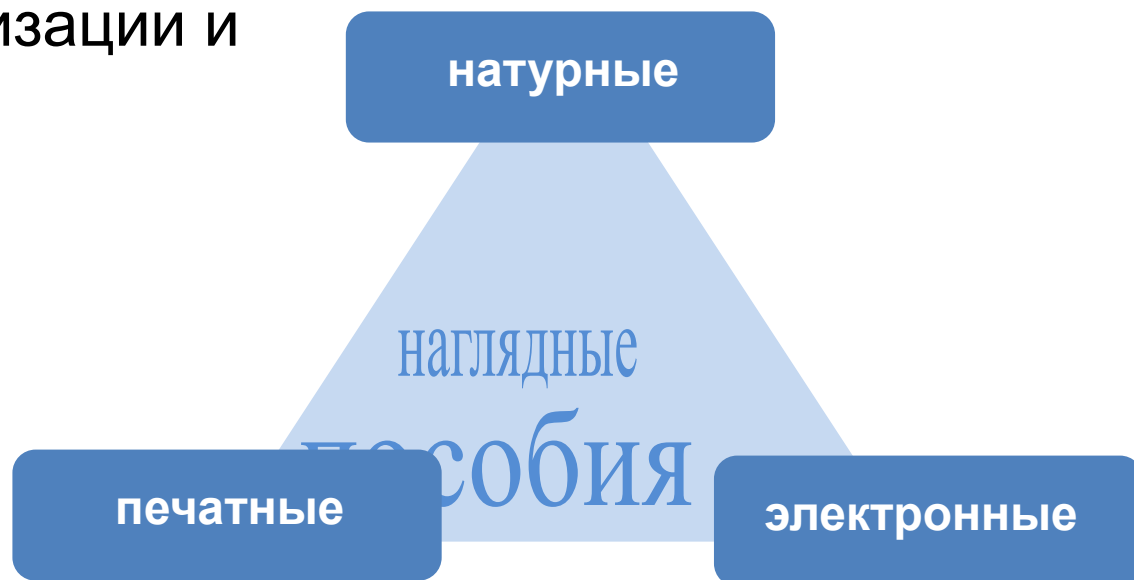 изации и
натурные
наглядные
пособия
печатные
электронные